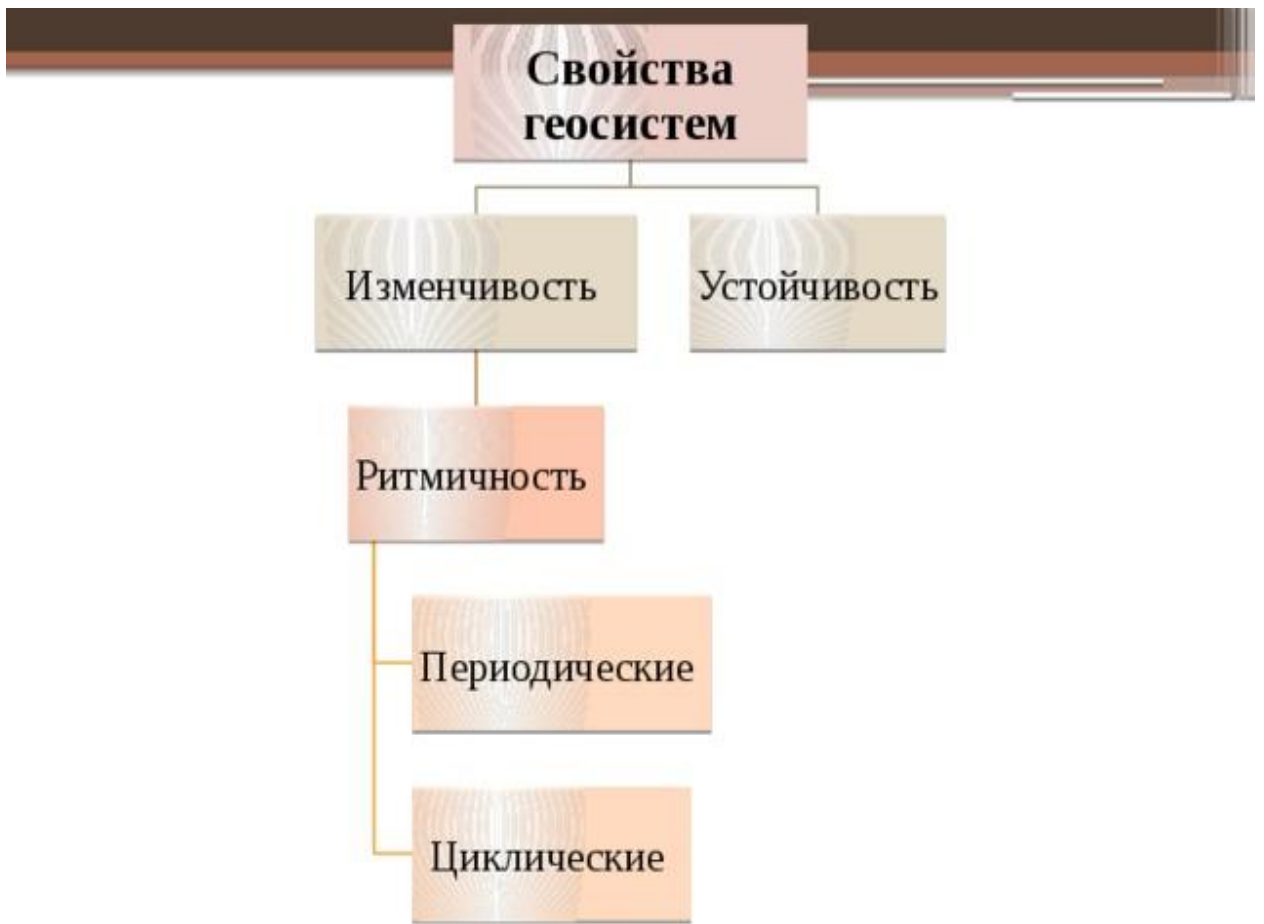 Свойства
геосистем
Изменчивость
Устойчивость
Ритмичность
Периодические
Циклические